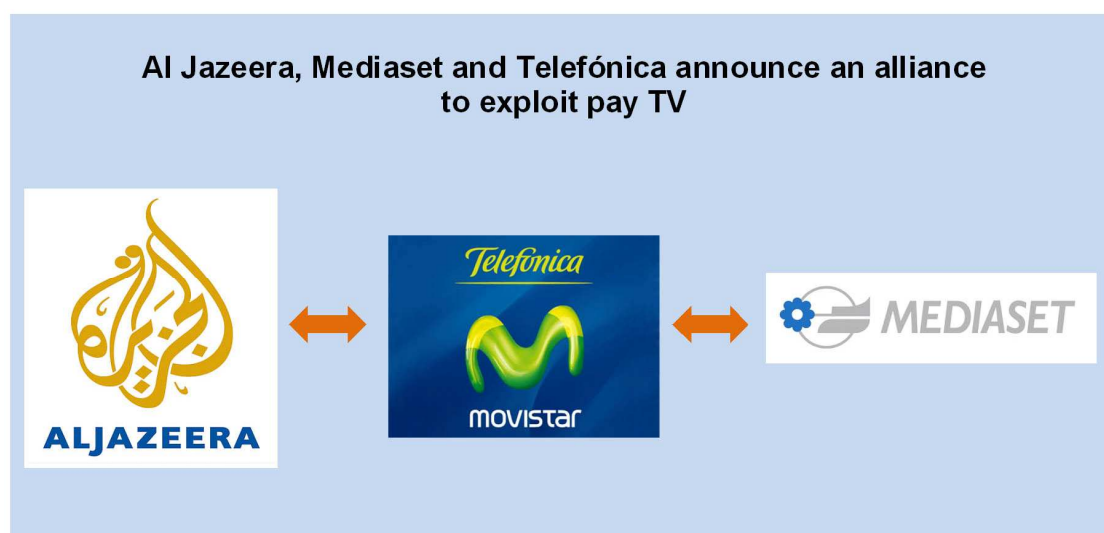 Al Jazeera, Mediaset and Telefónica announce an alliance
to exploit pay TV
الجزيرة
ALJAZEERA
Telefónica
movistar
MEDIASET